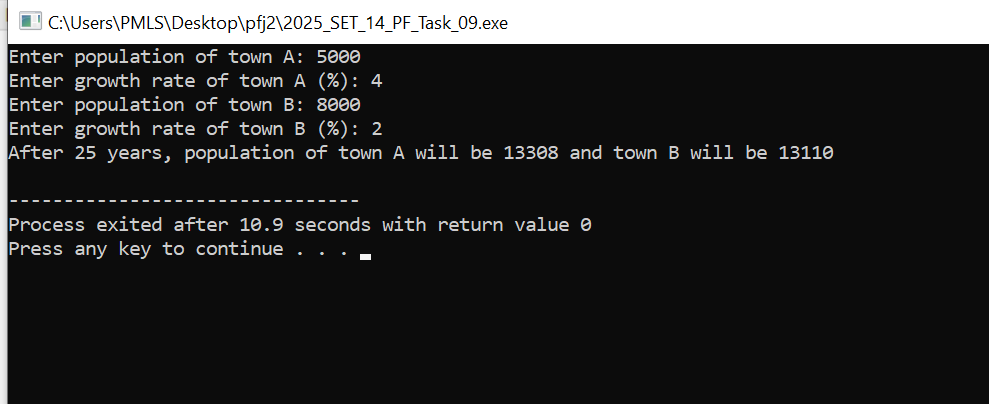 C:\Users\PMLS\Desktop\pfj2\2025_SET_14_PF_Task_09.exe
Enter population of town A: 5000
Enter growth rate of town A (%): 4
Enter population of town B: 8000
Enter growth rate of town B (%): 2
After 25 years, population of town A will be 13308 and town B will be 13110
--------------------------------
Process exited after 10.9 seconds with return value 0
Press any key to continue . . .